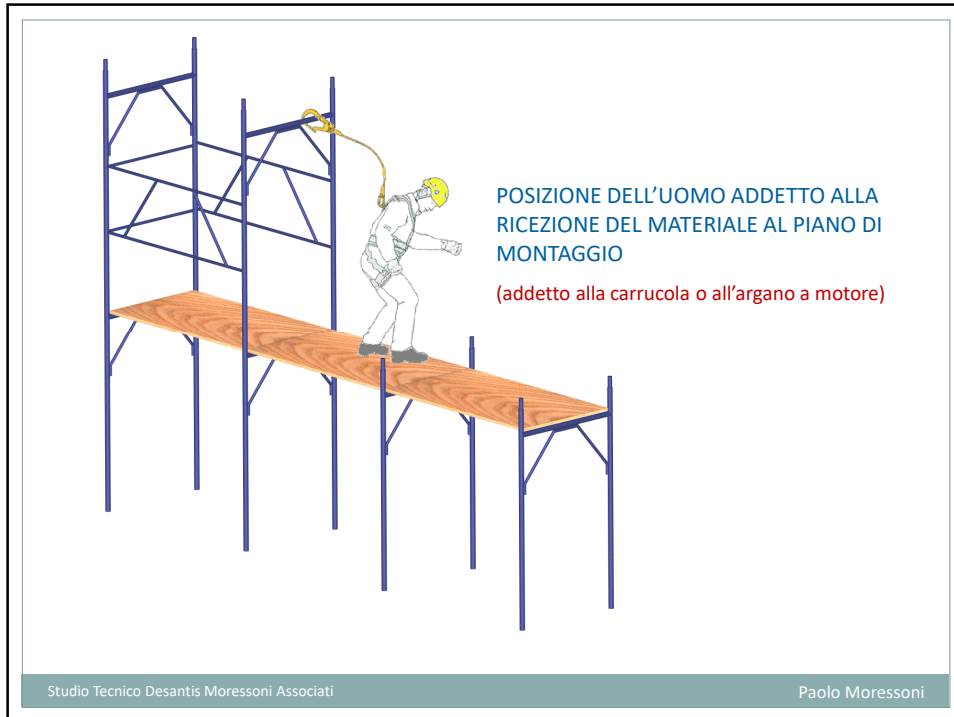 POSIZIONE DELL’UOMO ADDETTO ALLA
RICEZIONE DEL MATERIALE AL PIANO DI
MONTAGGIO
(addetto alla carrucola o all’argano a motore)
Studio Tecnico Desantis Moressoni Associati
Paolo Moressoni